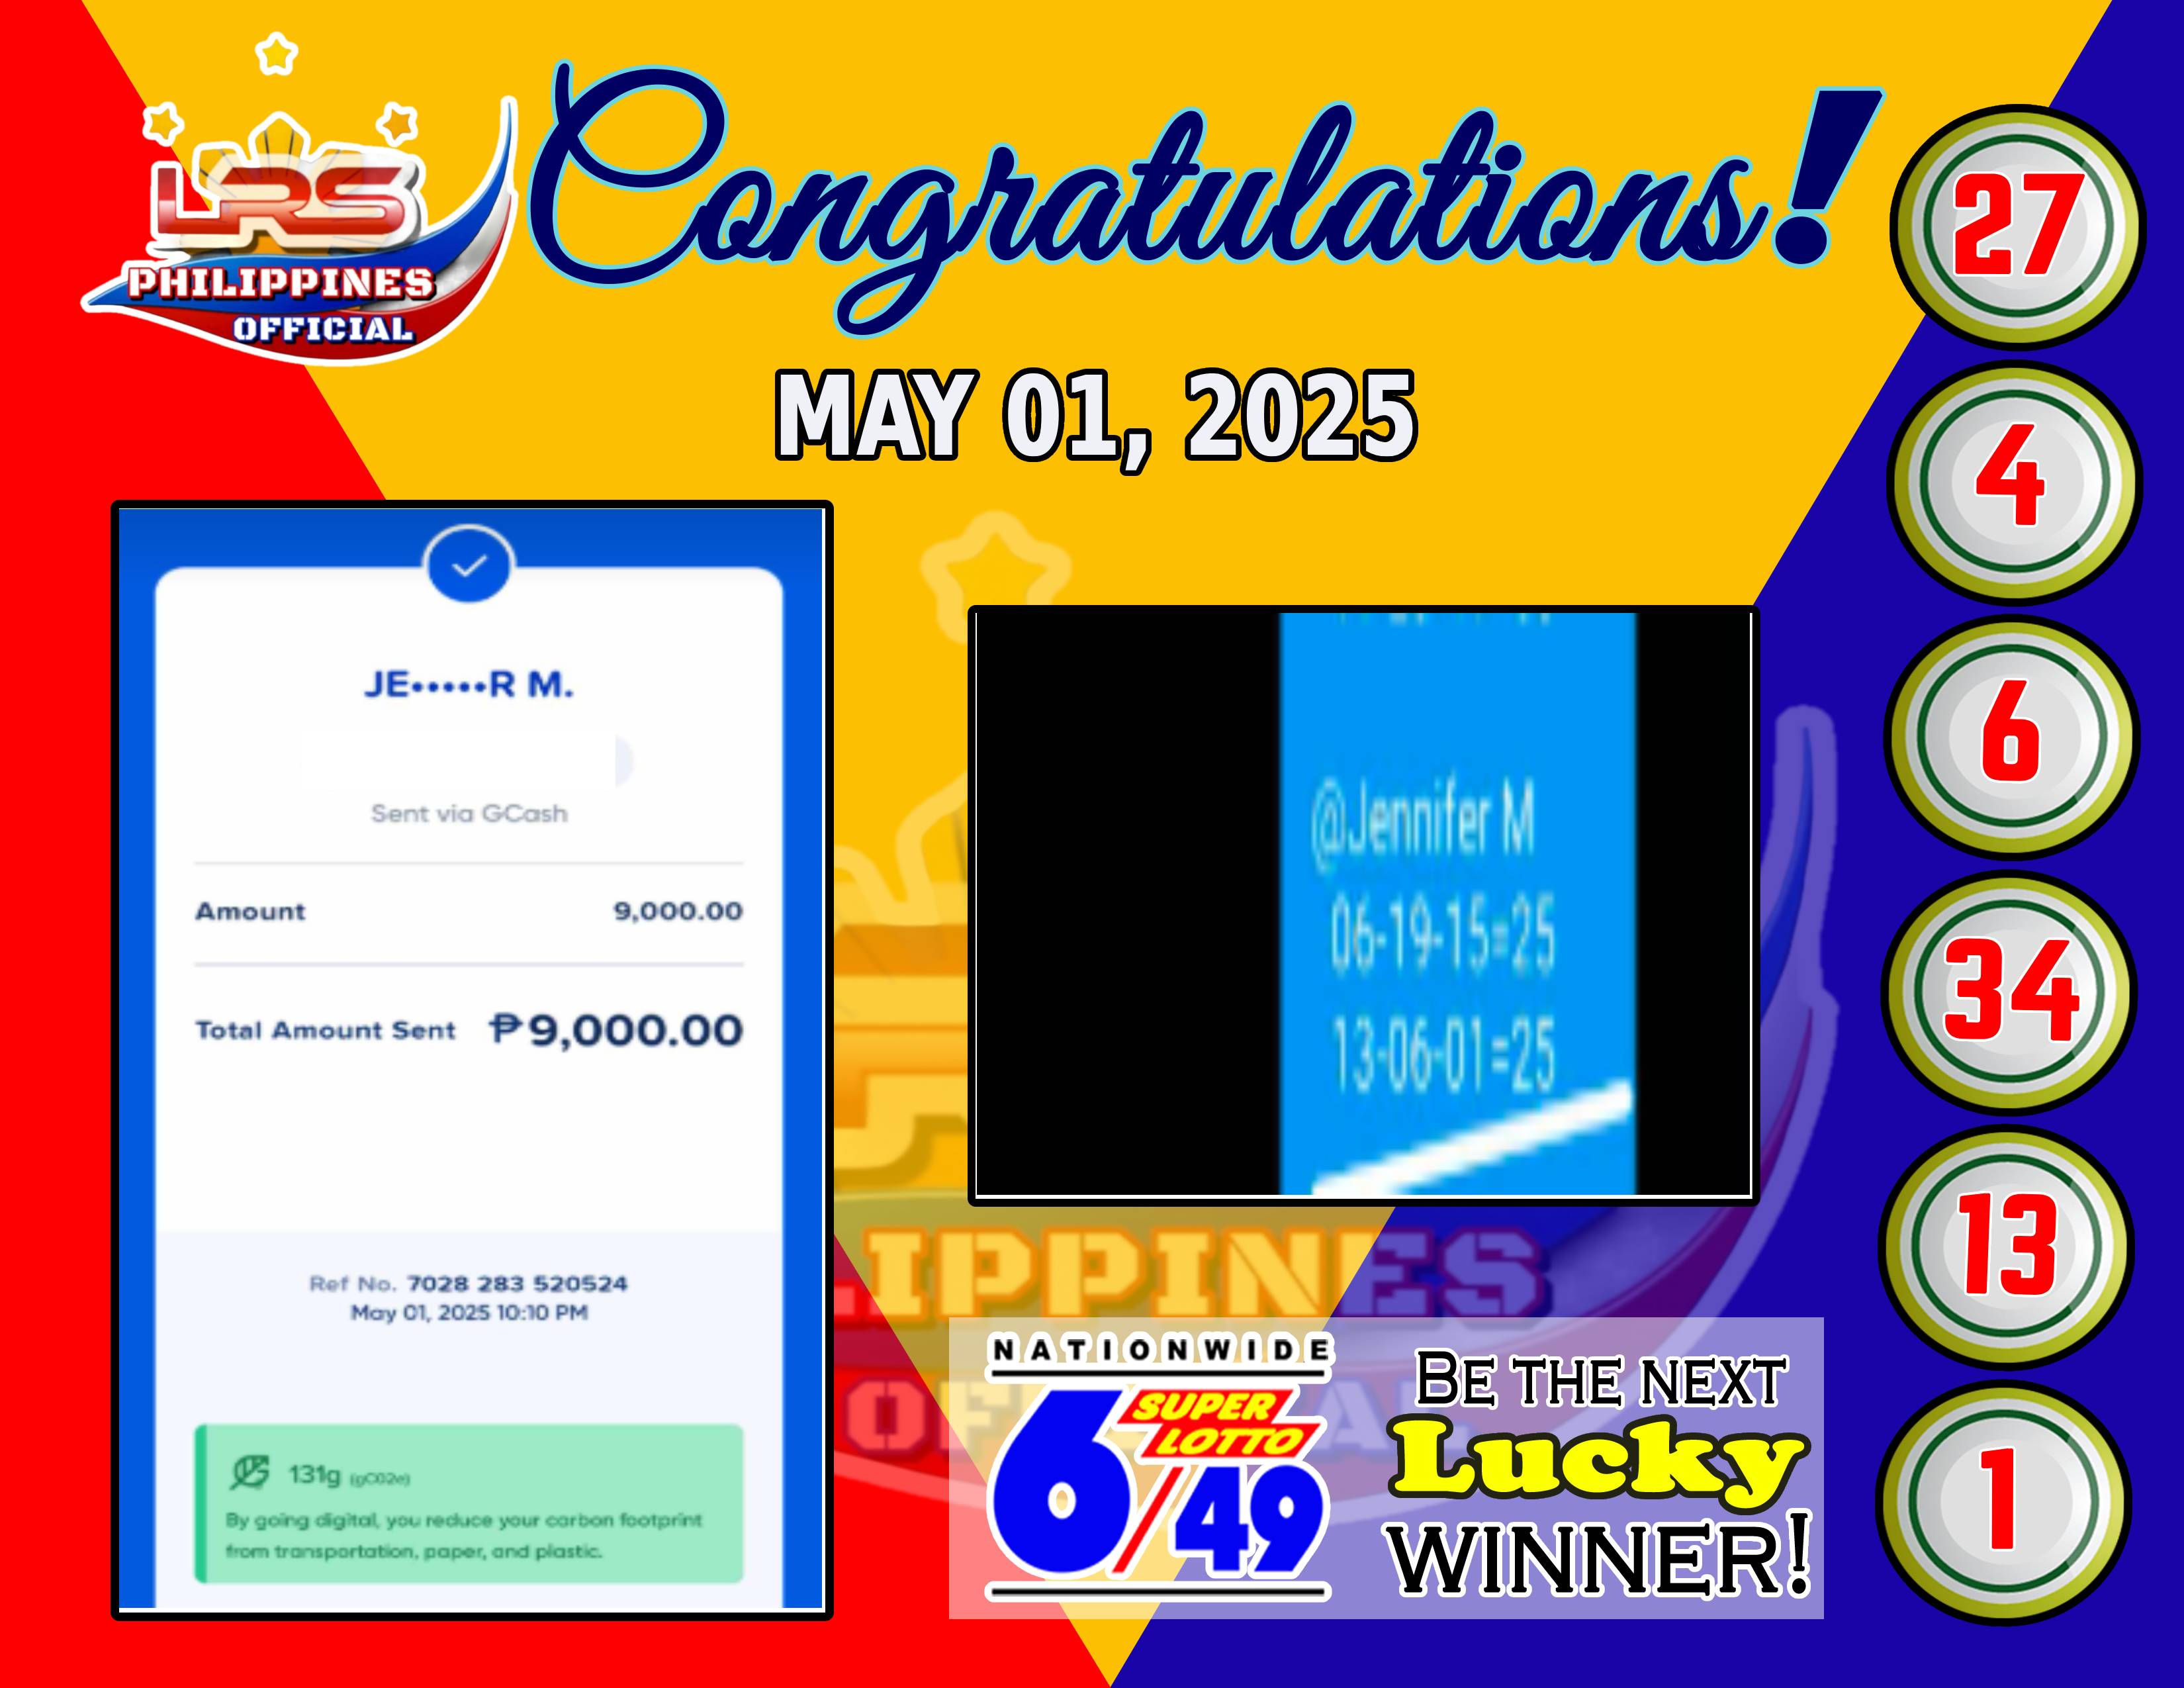 LRS
PHILIPPINES
OFFICIAL
Congratulations!
MAY 01, 2025
JE•••••R M.
Sent via GCash
Amount 9,000.00
Total Amount Sent ₱9,000.00
Ref No. 7028 283 520524
May 01, 2025 10:10 PM
131g (gCO2e)
By going digital, you reduce your carbon footprint
from transportation, paper, and plastic.
@Jennifer M
06-19-15=25
13-06-01=25
IPPINES
NATIONWIDE
SUPER
LOTTO
6/49
BE THE NEXT
Lucky
WINNER!
27
4
6
34
13
1